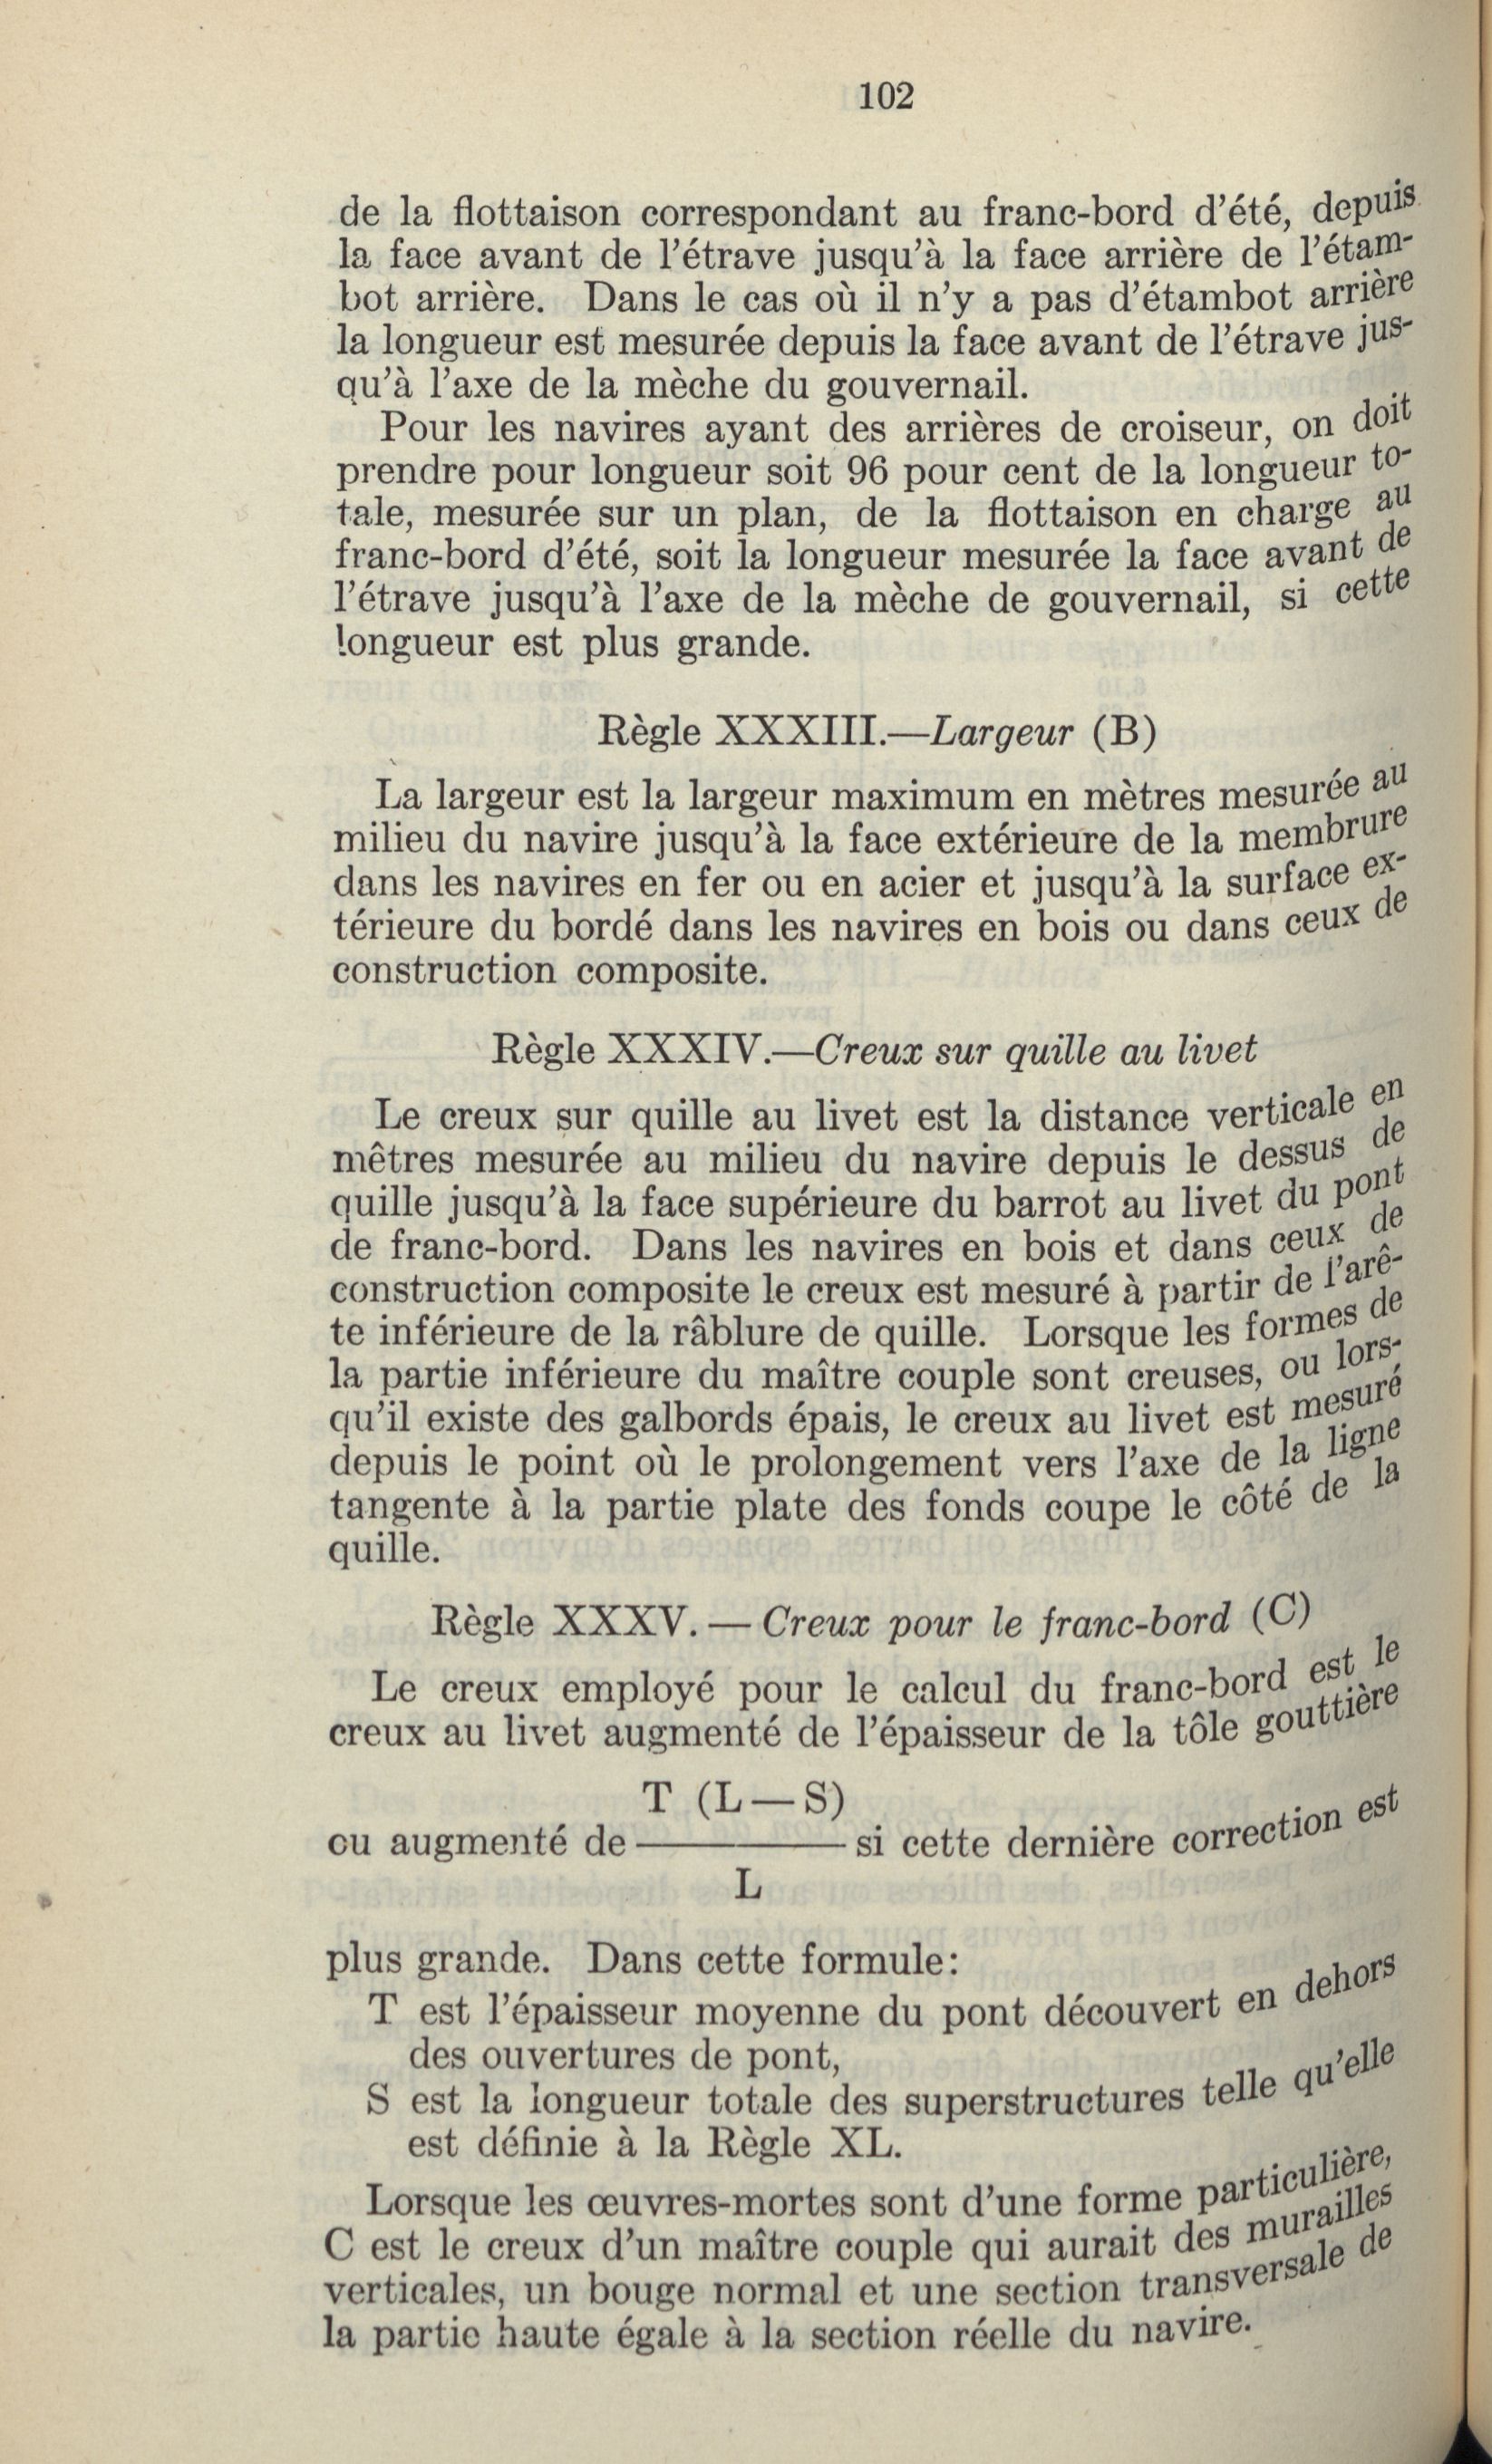 102
de la flottaison correspondant au franc-bord d'été, depuis
la face avant de l'étrave jusqu'à la face arrière de l'étam-
bot arrière. Dans le cas où il n'y a pas d'étambot arrière
la longueur est mesurée depuis la face avant de l'étrave jus-
qu'à l'axe de la mèche du gouvernail.
Pour les navires ayant des arrières de croiseur, on doit
prendre pour longueur soit 96 pour cent de la longueur to-
tale, mesurée sur un plan, de la flottaison en charge au
franc-bord d'été, soit la longueur mesurée la face avant de
l'étrave jusqu'à l'axe de la mèche de gouvernail, si cette
longueur est plus grande.
Règle XXXIII.—Largeur (B)
La largeur est la largeur maximum en mètres mesurée au
milieu du navire jusqu'à la face extérieure de la membrure
dans les navires en fer ou en acier et jusqu'à la surface ex-
térieure du bordé dans les navires en bois ou dans ceux de
construction composite.
Règle XXXIV.—Creux sur quille au livet
Le creux sur quille au livet est la distance verticale en
mêtres mesurée au milieu du navire depuis le dessus de
quille jusqu'à la face supérieure du barrot au livet du pont
de franc-bord. Dans les navires en bois et dans ceux de
construction composite le creux est mesuré à partir de l'arê-
te inférieure de la râblure de quille. Lorsque les formes de
la partie inférieure du maître couple sont creuses, ou lors-
qu'il existe des galbords épais, le creux au livet est mesuré
depuis le point où le prolongement vers l'axe de la ligne
tangente à la partie plate des fonds coupe le côté de la
quille.
Règle XXXV. — Creux pour le franc-bord (C)
Le creux employé pour le calcul du franc-bord est le
creux au livet augmenté de l'épaisseur de la tôle gouttière
T (L—S)
ou augmenté de ——— si cette dernière correction est
L
plus grande. Dans cette formule:
T est l'épaisseur moyenne du pont découvert en dehors
des ouvertures de pont,
S est la longueur totale des superstructures telle qu'elle
est définie à la Règle XL.
Lorsque les œuvres-mortes sont d'une forme particulière,
C est le creux d'un maître couple qui aurait des murailles
verticales, un bouge normal et une section transversale de
la partie haute égale à la section réelle du navire.